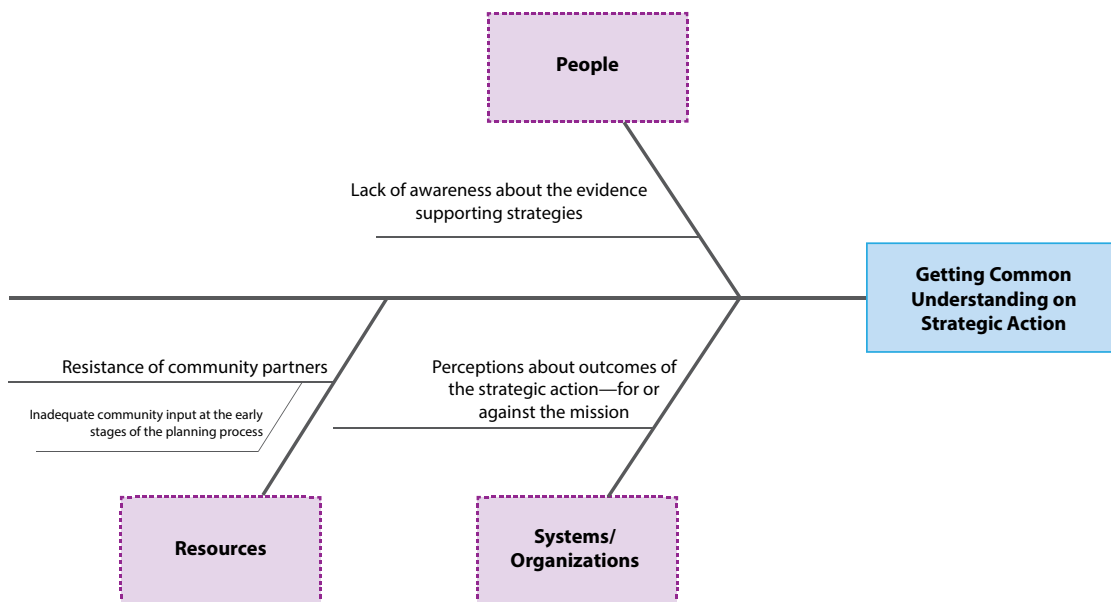 People
Lack of awareness about the evidence
supporting strategies
Getting Common
Understanding on
Strategic Action
Resistance of community partners
Inadequate community input at the early
stages of the planning process
Perceptions about outcomes of
the strategic action—for or
against the mission
Resources
Systems/
Organizations